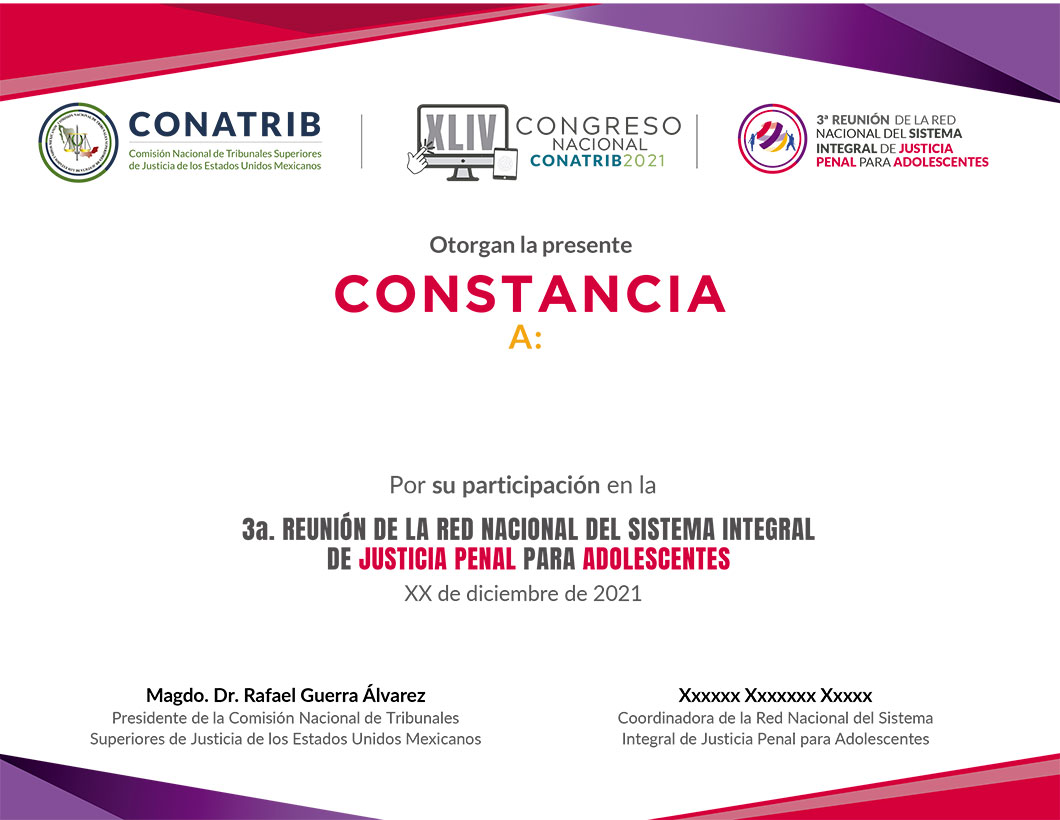 CONATRIB
Comisión Nacional de Tribunales Superiores
de Justicia de los Estados Unidos Mexicanos
XLIV
CONGRESO
NACIONAL
CONATRIB2021
3ª REUNIÓN DE LA RED
NACIONAL DEL SISTEMA
INTEGRAL DE JUSTICIA
PENAL PARA ADOLESCENTES
Otorgan la presente
CONSTANCIA
A:
Por su participación en la
3a. REUNIÓN DE LA RED NACIONAL DEL SISTEMA INTEGRAL
DE JUSTICIA PENAL PARA ADOLESCENTES
XX de diciembre de 2021
Magdo. Dr. Rafael Guerra Álvarez
Presidente de la Comisión Nacional de Tribunales
Superiores de Justicia de los Estados Unidos Mexicanos
Xxxxxx Xxxxxxx Xxxxx
Coordinadora de la Red Nacional del Sistema
Integral de Justicia Penal para Adolescentes